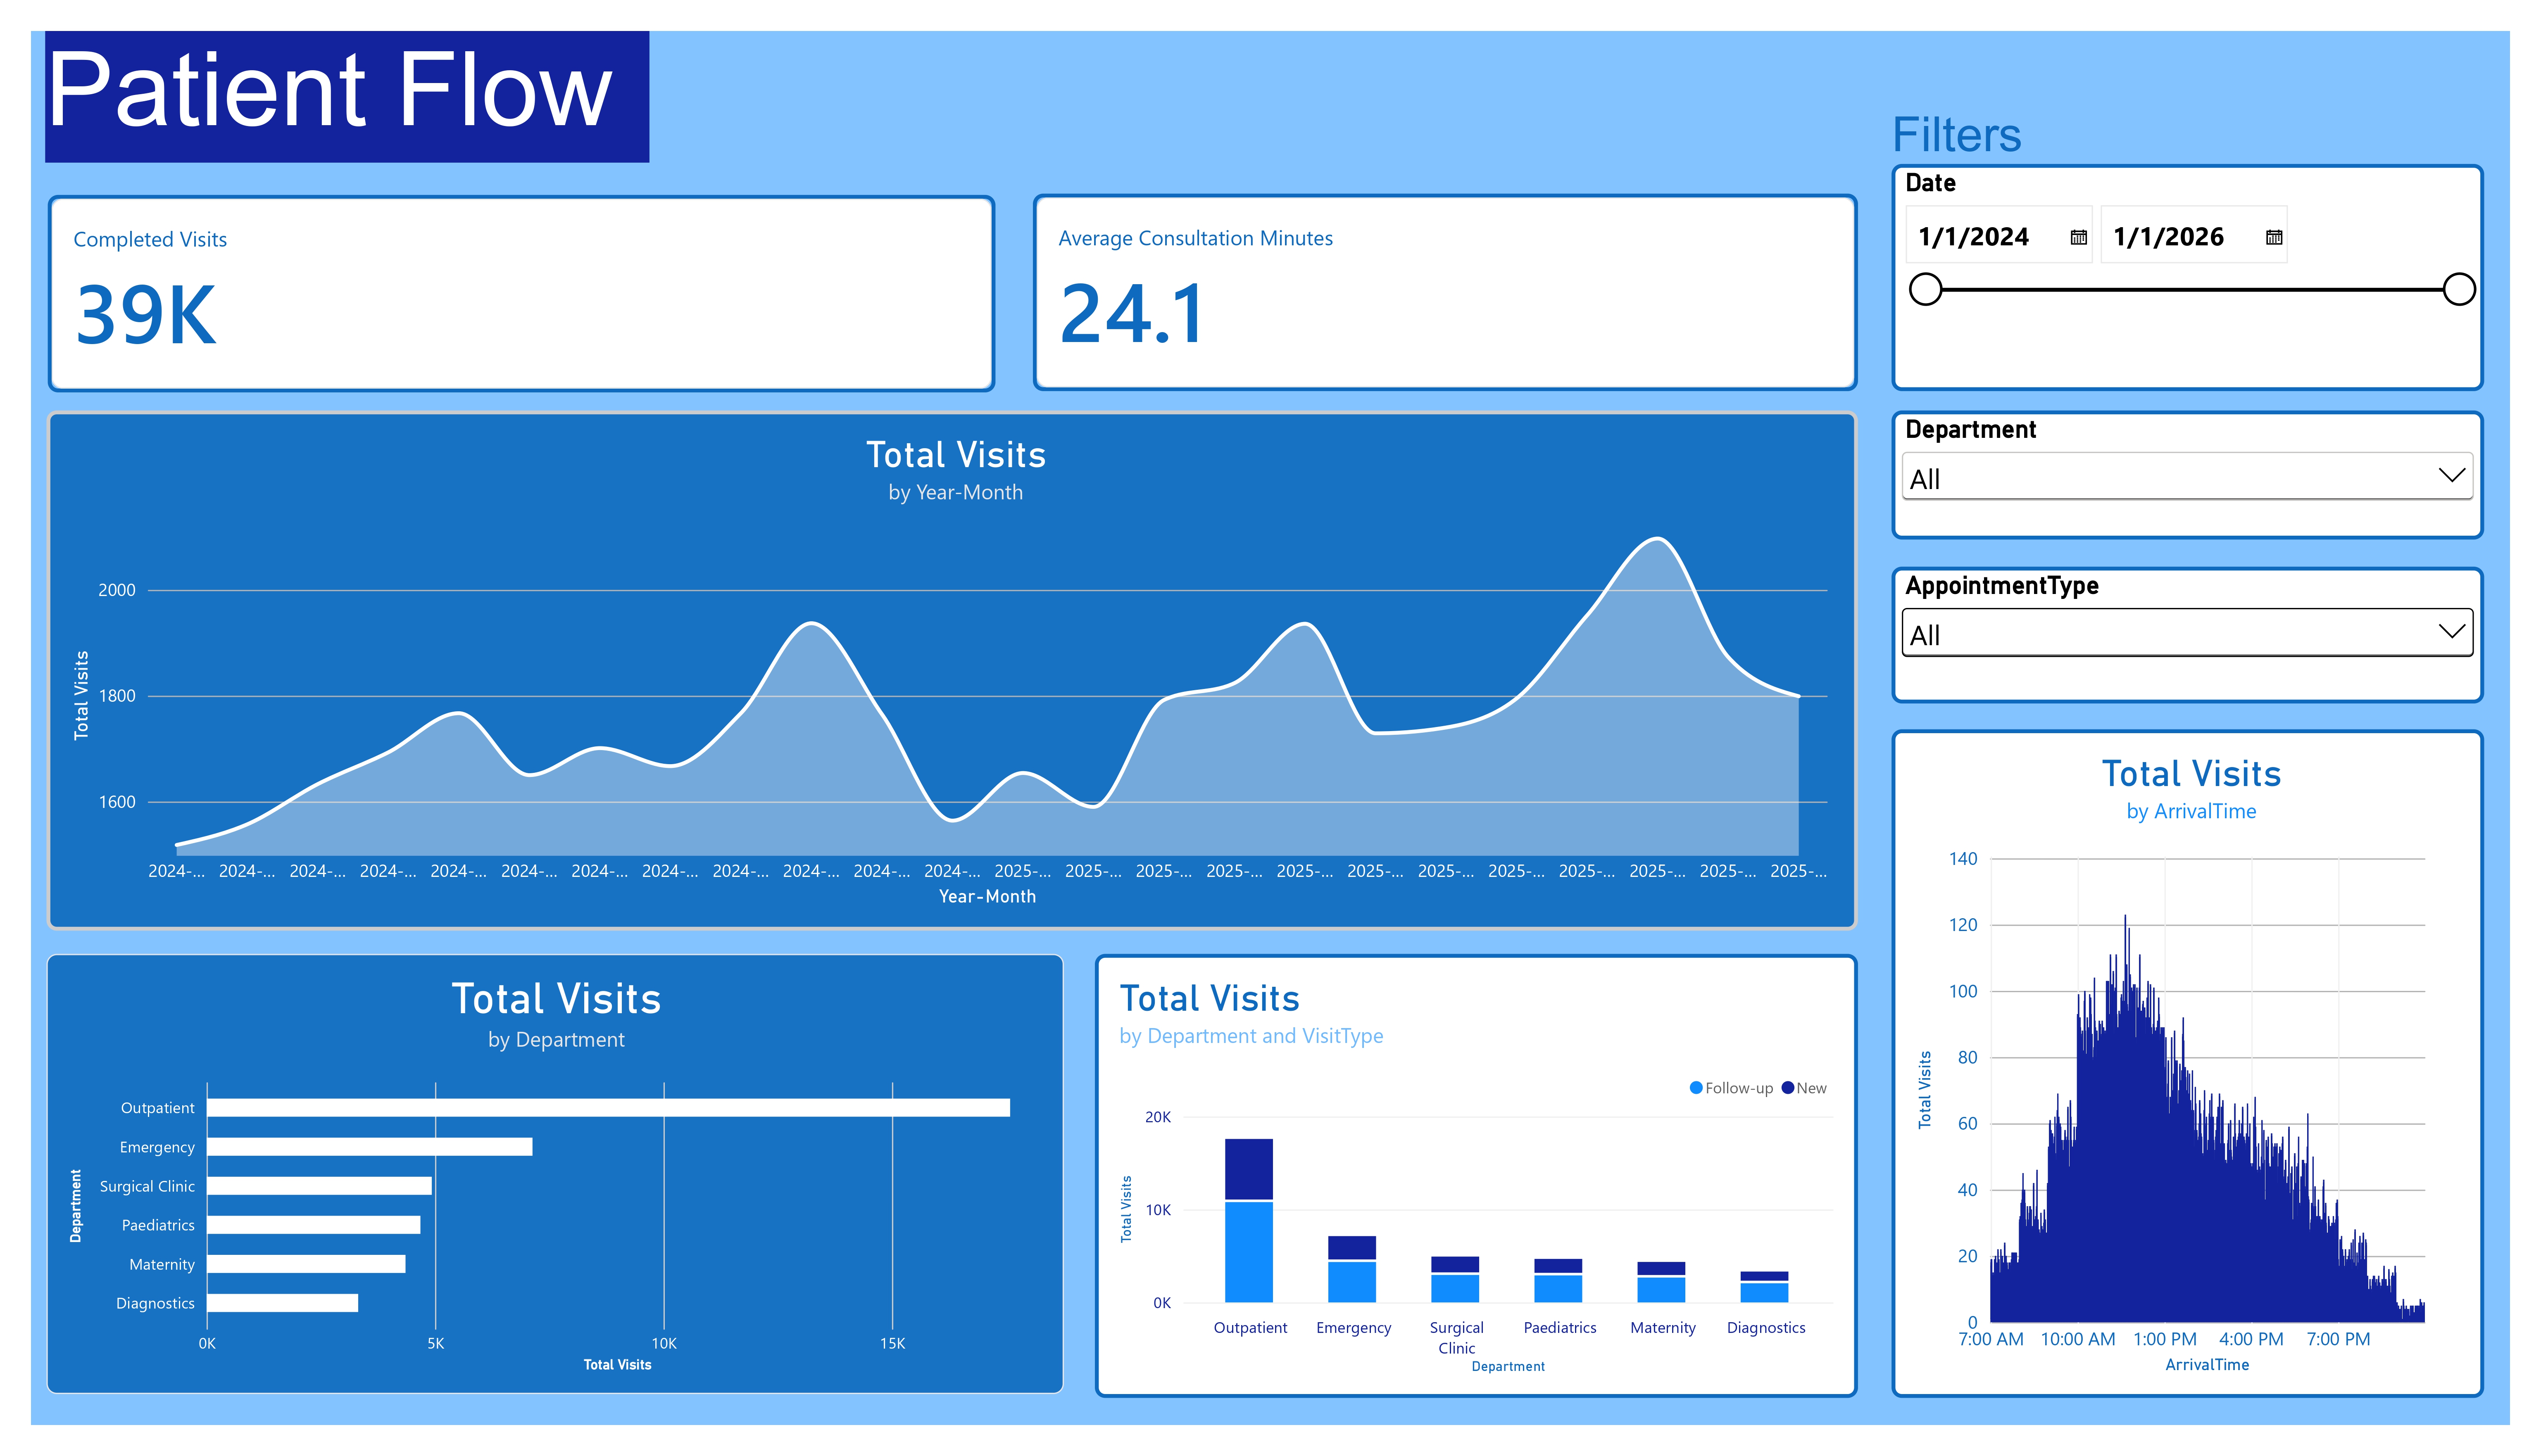 Patient Flow
Filters
Completed Visits
39K
Average Consultation Minutes
24.1
Date
1/1/2024
1/1/2026
Department
All
AppointmentType
All
Total Visits
by Year-Month
2000
1800
1600
Total Visits
2024-... 2024-... 2024-... 2024-... 2024-... 2024-... 2024-... 2024-... 2024-... 2024-... 2024-... 2024-... 2025-... 2025-... 2025-... 2025-... 2025-... 2025-... 2025-... 2025-... 2025-... 2025-... 2025-... 2025-...
Year-Month
Total Visits
by Department
Department
Outpatient
Emergency
Surgical Clinic
Paediatrics
Maternity
Diagnostics
0K 5K 10K 15K
Total Visits
Total Visits
by Department and VisitType
Follow-up New
20K
10K
0K
Total Visits
Outpatient Emergency Surgical Clinic Paediatrics Maternity Diagnostics
Department
Total Visits
by ArrivalTime
140
120
100
80
60
40
20
0
Total Visits
7:00 AM 10:00 AM 1:00 PM 4:00 PM 7:00 PM
ArrivalTime